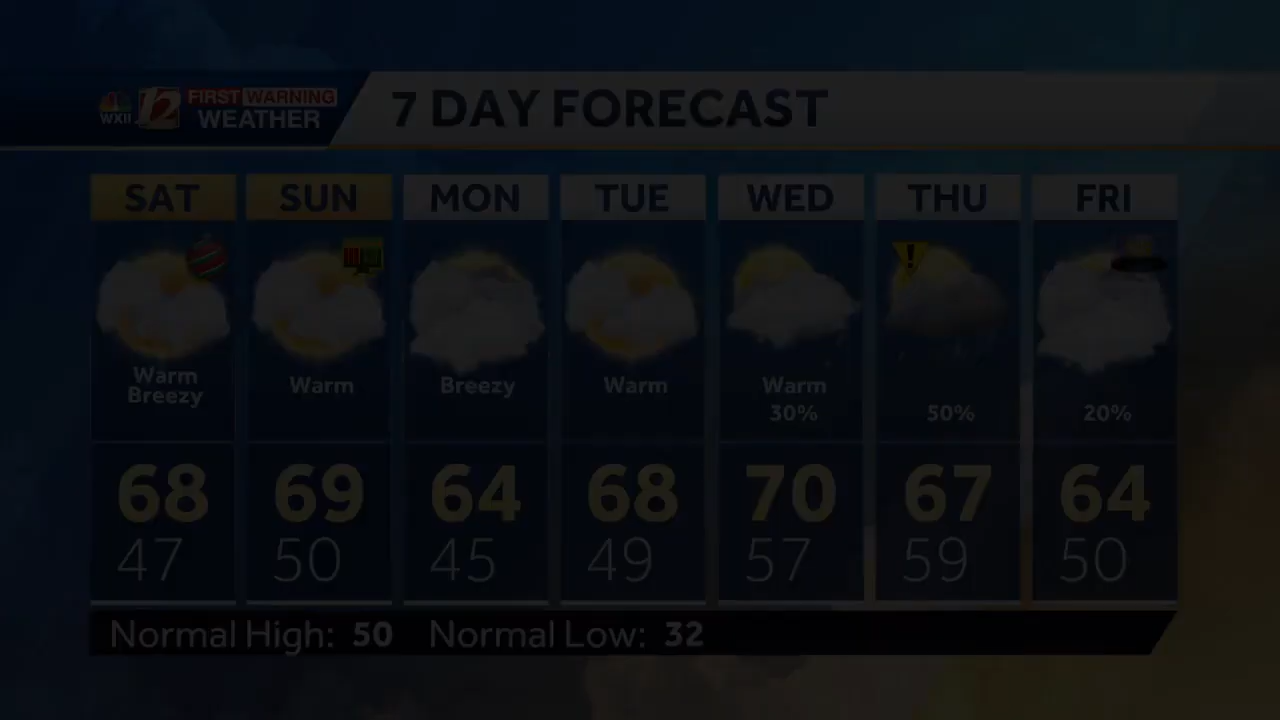 WXII 12 FIRST WARNING
WEATHER
7 DAY FORECAST
SAT SUN MON TUE WED THU FRI
!
Warm
Breezy
Warm
Breezy
Warm
Warm
30%
50%
20%
68 69 64 68 70 67 64
47 50 45 49 57 59 50
Normal High: 50 Normal Low: 32